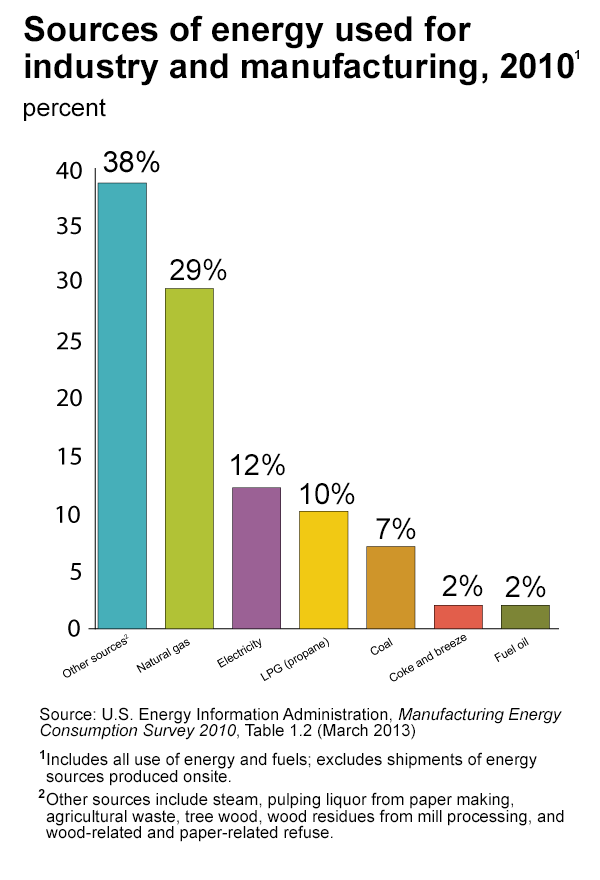 Sources of energy used for
industry and manufacturing, 2010¹
percent
40
35
30
25
20
15
10
5
0
38%
29%
12%
10%
7%
2%
2%
Other sources²
Natural gas
Electricity
LPG (propane)
Coal
Coke and breeze
Fuel oil
Source: U.S. Energy Information Administration, Manufacturing Energy
Consumption Survey 2010, Table 1.2 (March 2013)
¹Includes all use of energy and fuels; excludes shipments of energy
sources produced onsite.
²Other sources include steam, pulping liquor from paper making,
agricultural waste, tree wood, wood residues from mill processing, and
wood-related and paper-related refuse.